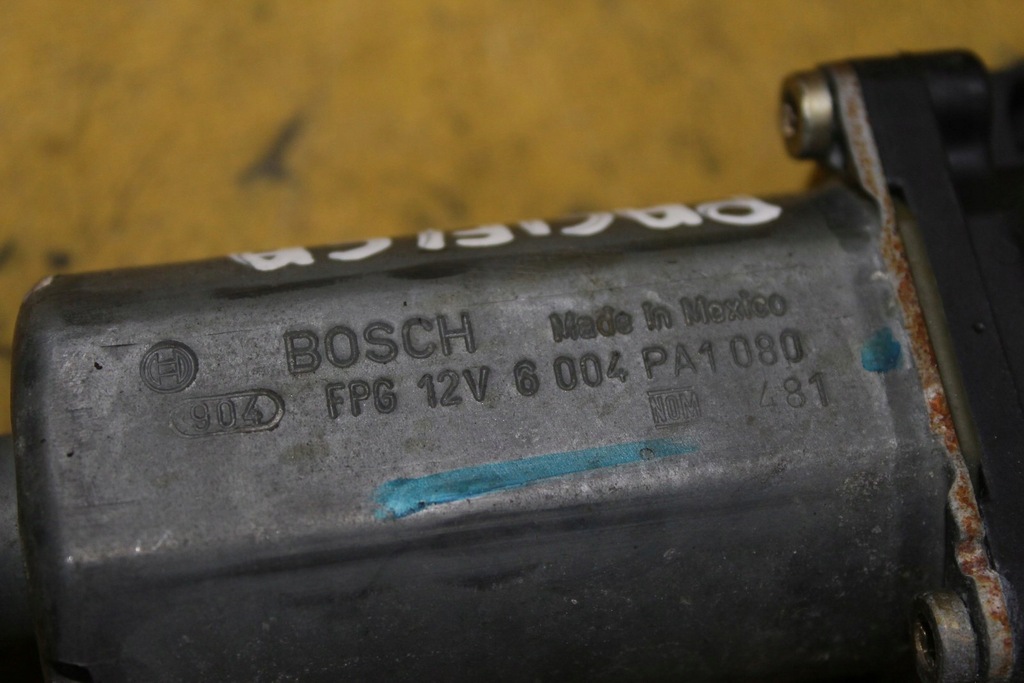 BOSCH Made in Mexico
904 FPG 12V 6 004 PA1 080
NOM 481